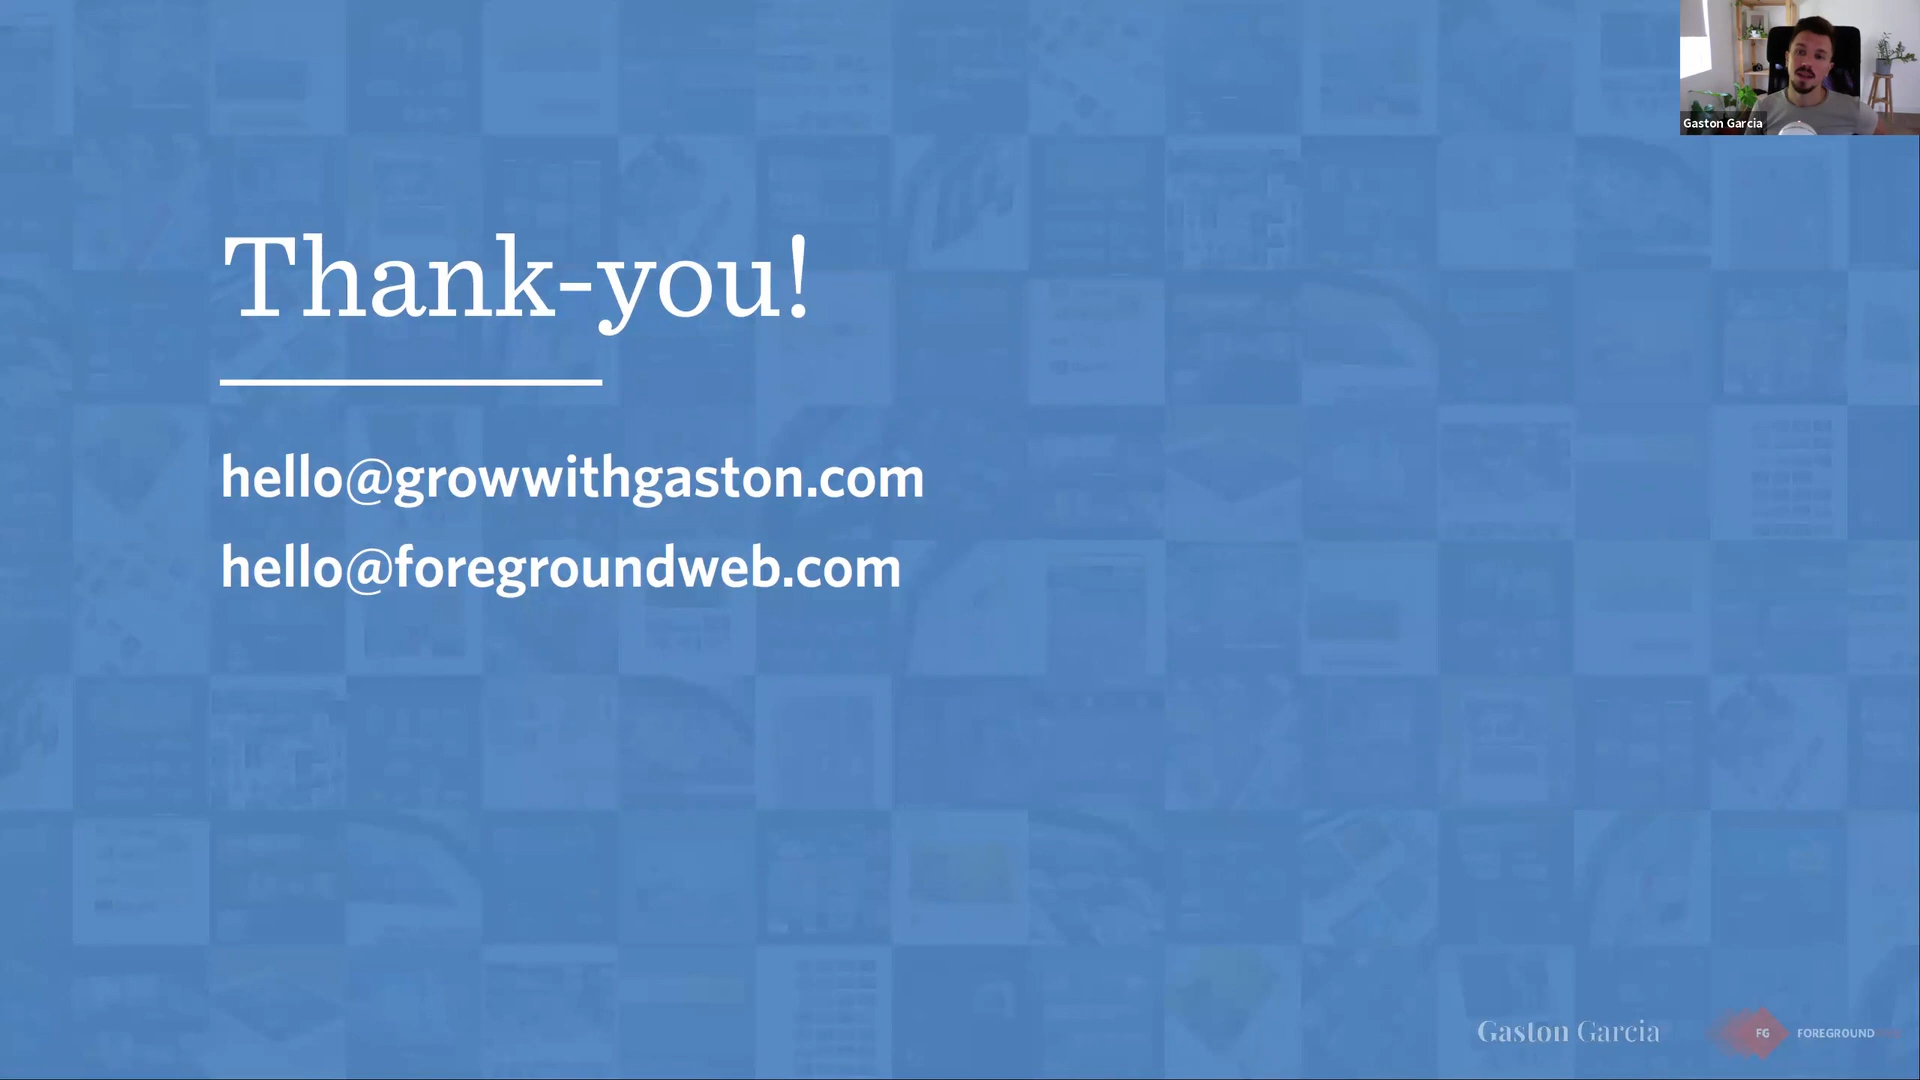 Gaston Garcia
Thank-you!
hello@growwithgaston.com
hello@foregroundweb.com
Gaston Garcia
FG
FOREGROUND